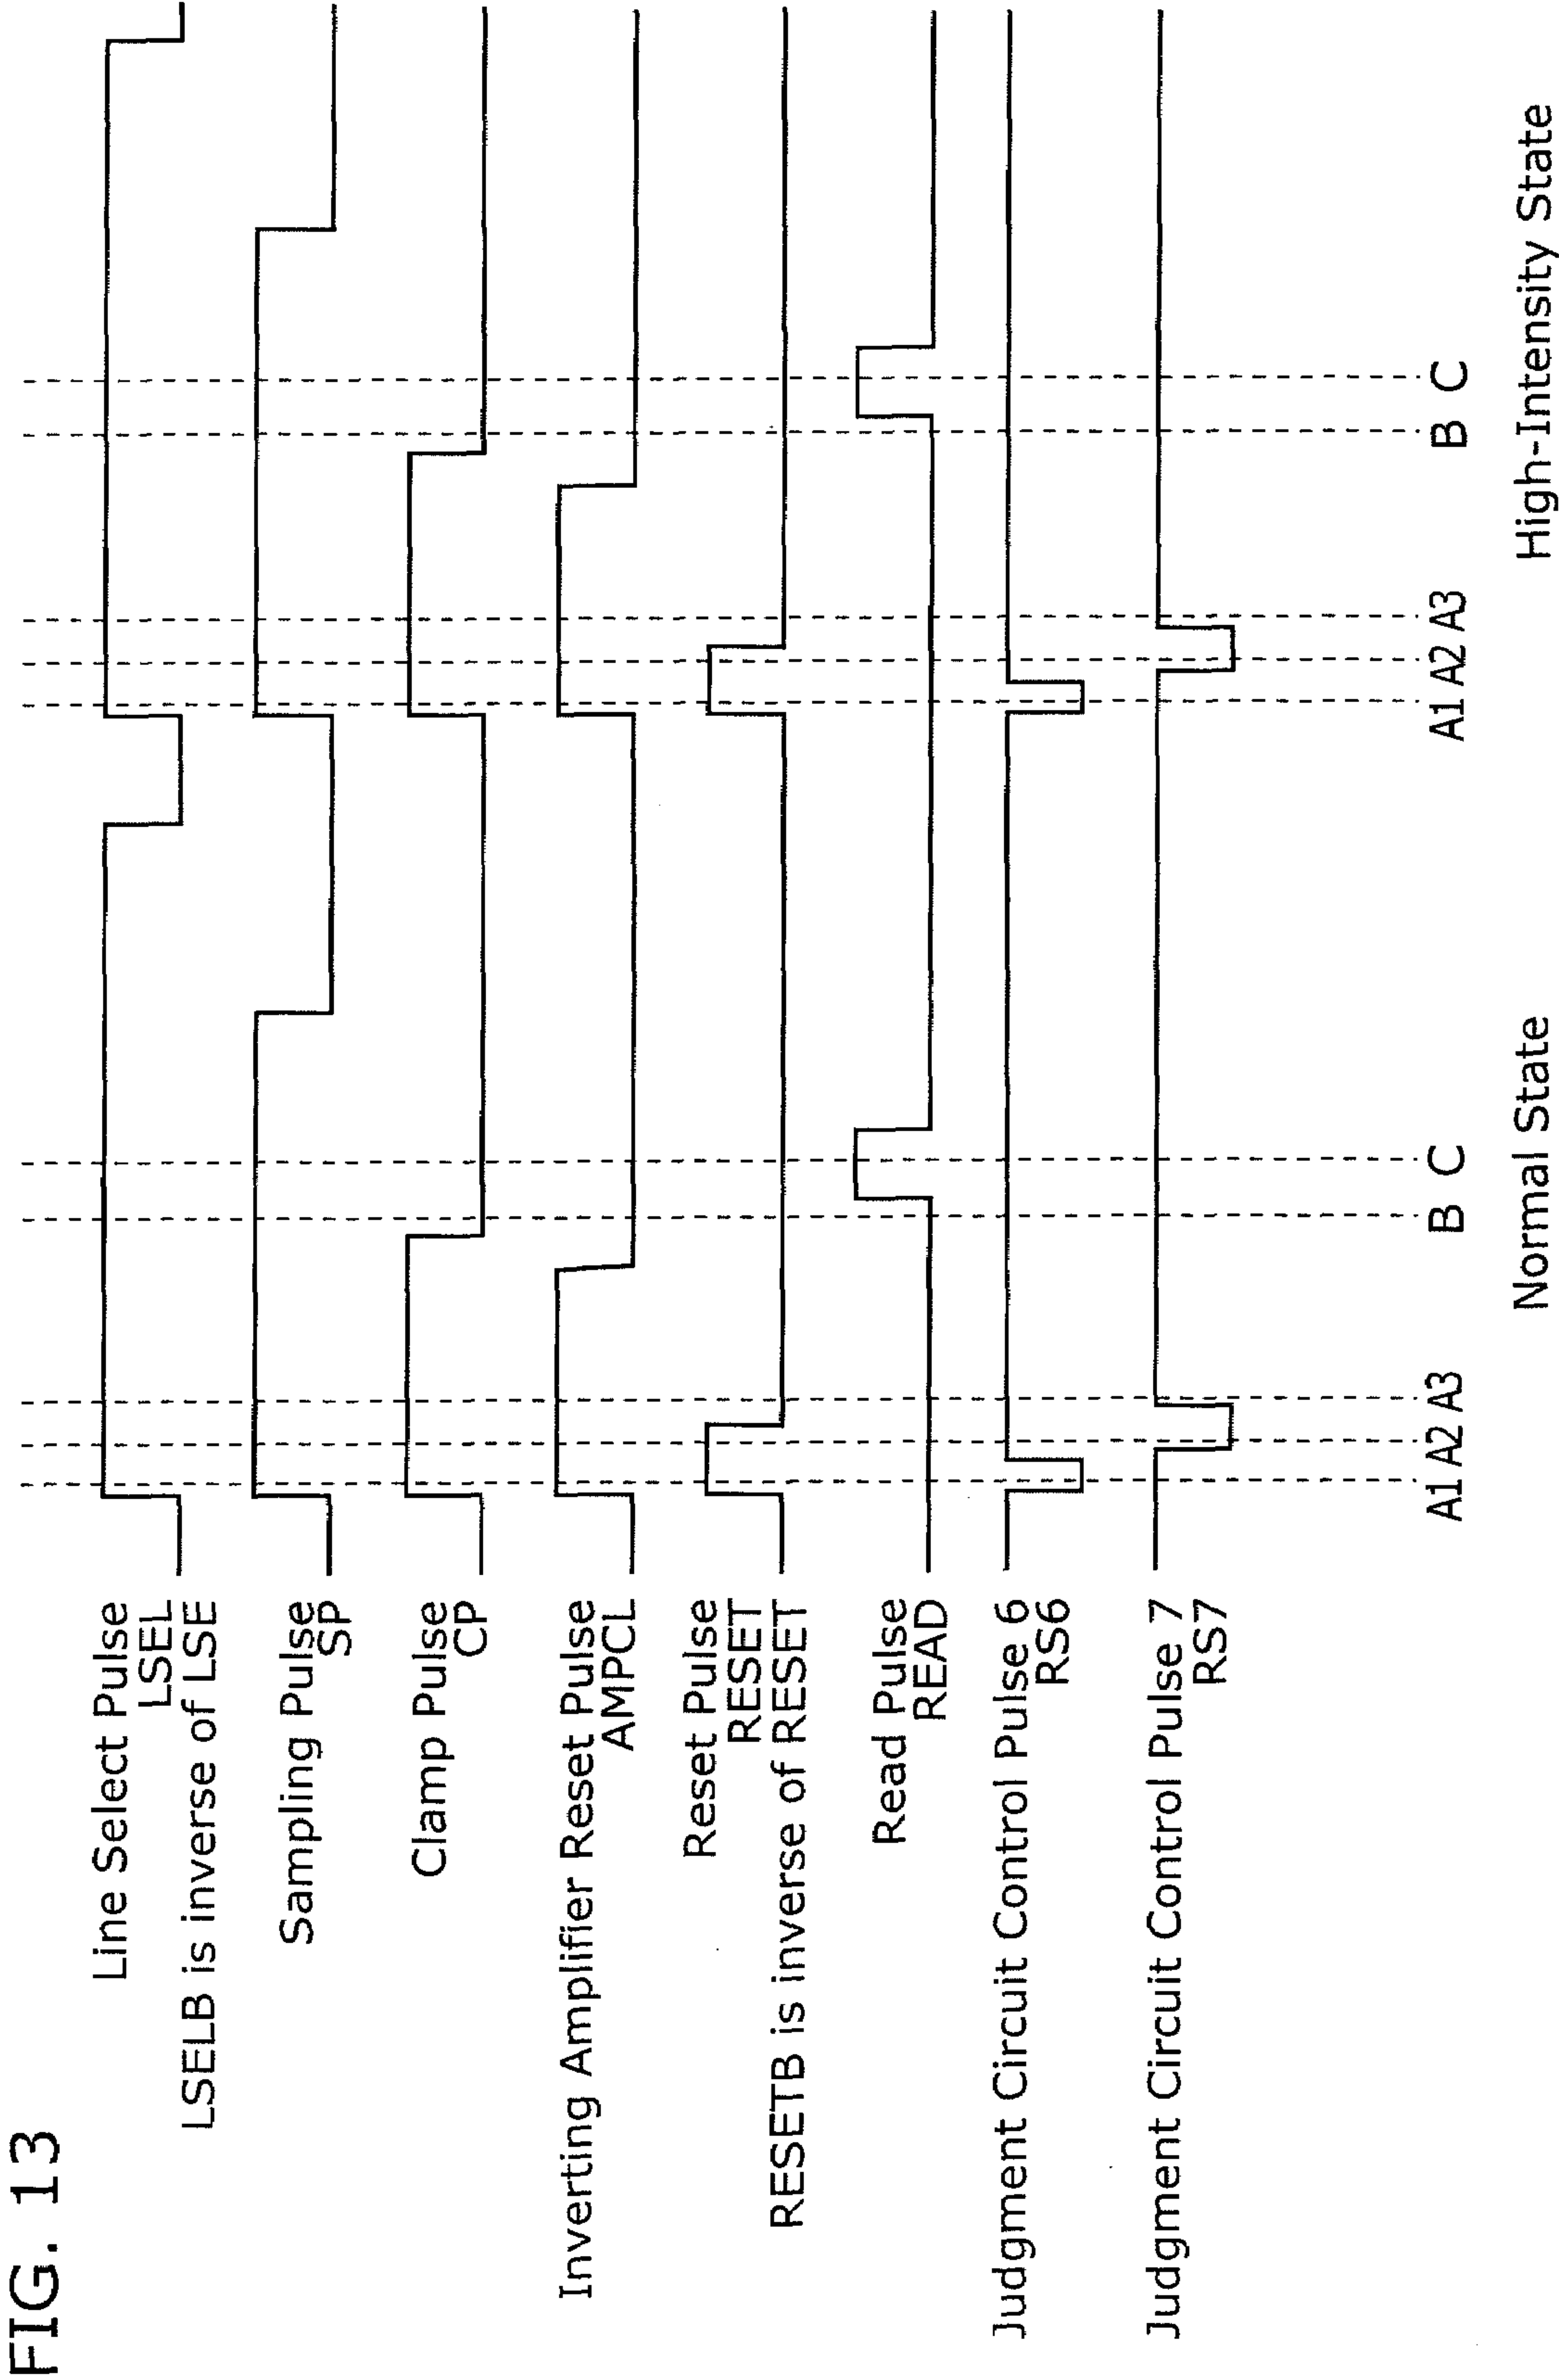 FIG. 13
Line Select Pulse
LSEL
LSELB is inverse of LSE
Sampling Pulse
SP
Clamp Pulse
CP
Inverting Amplifier Reset Pulse
AMPCL
Reset Pulse
RESET
RESETB is inverse of RESET
Read Pulse
READ
Judgment Circuit Control Pulse 6
RS6
Judgment Circuit Control Pulse 7
RS7
A1 A2 A3 B C A1 A2 A3 B C
Normal State High-Intensity State